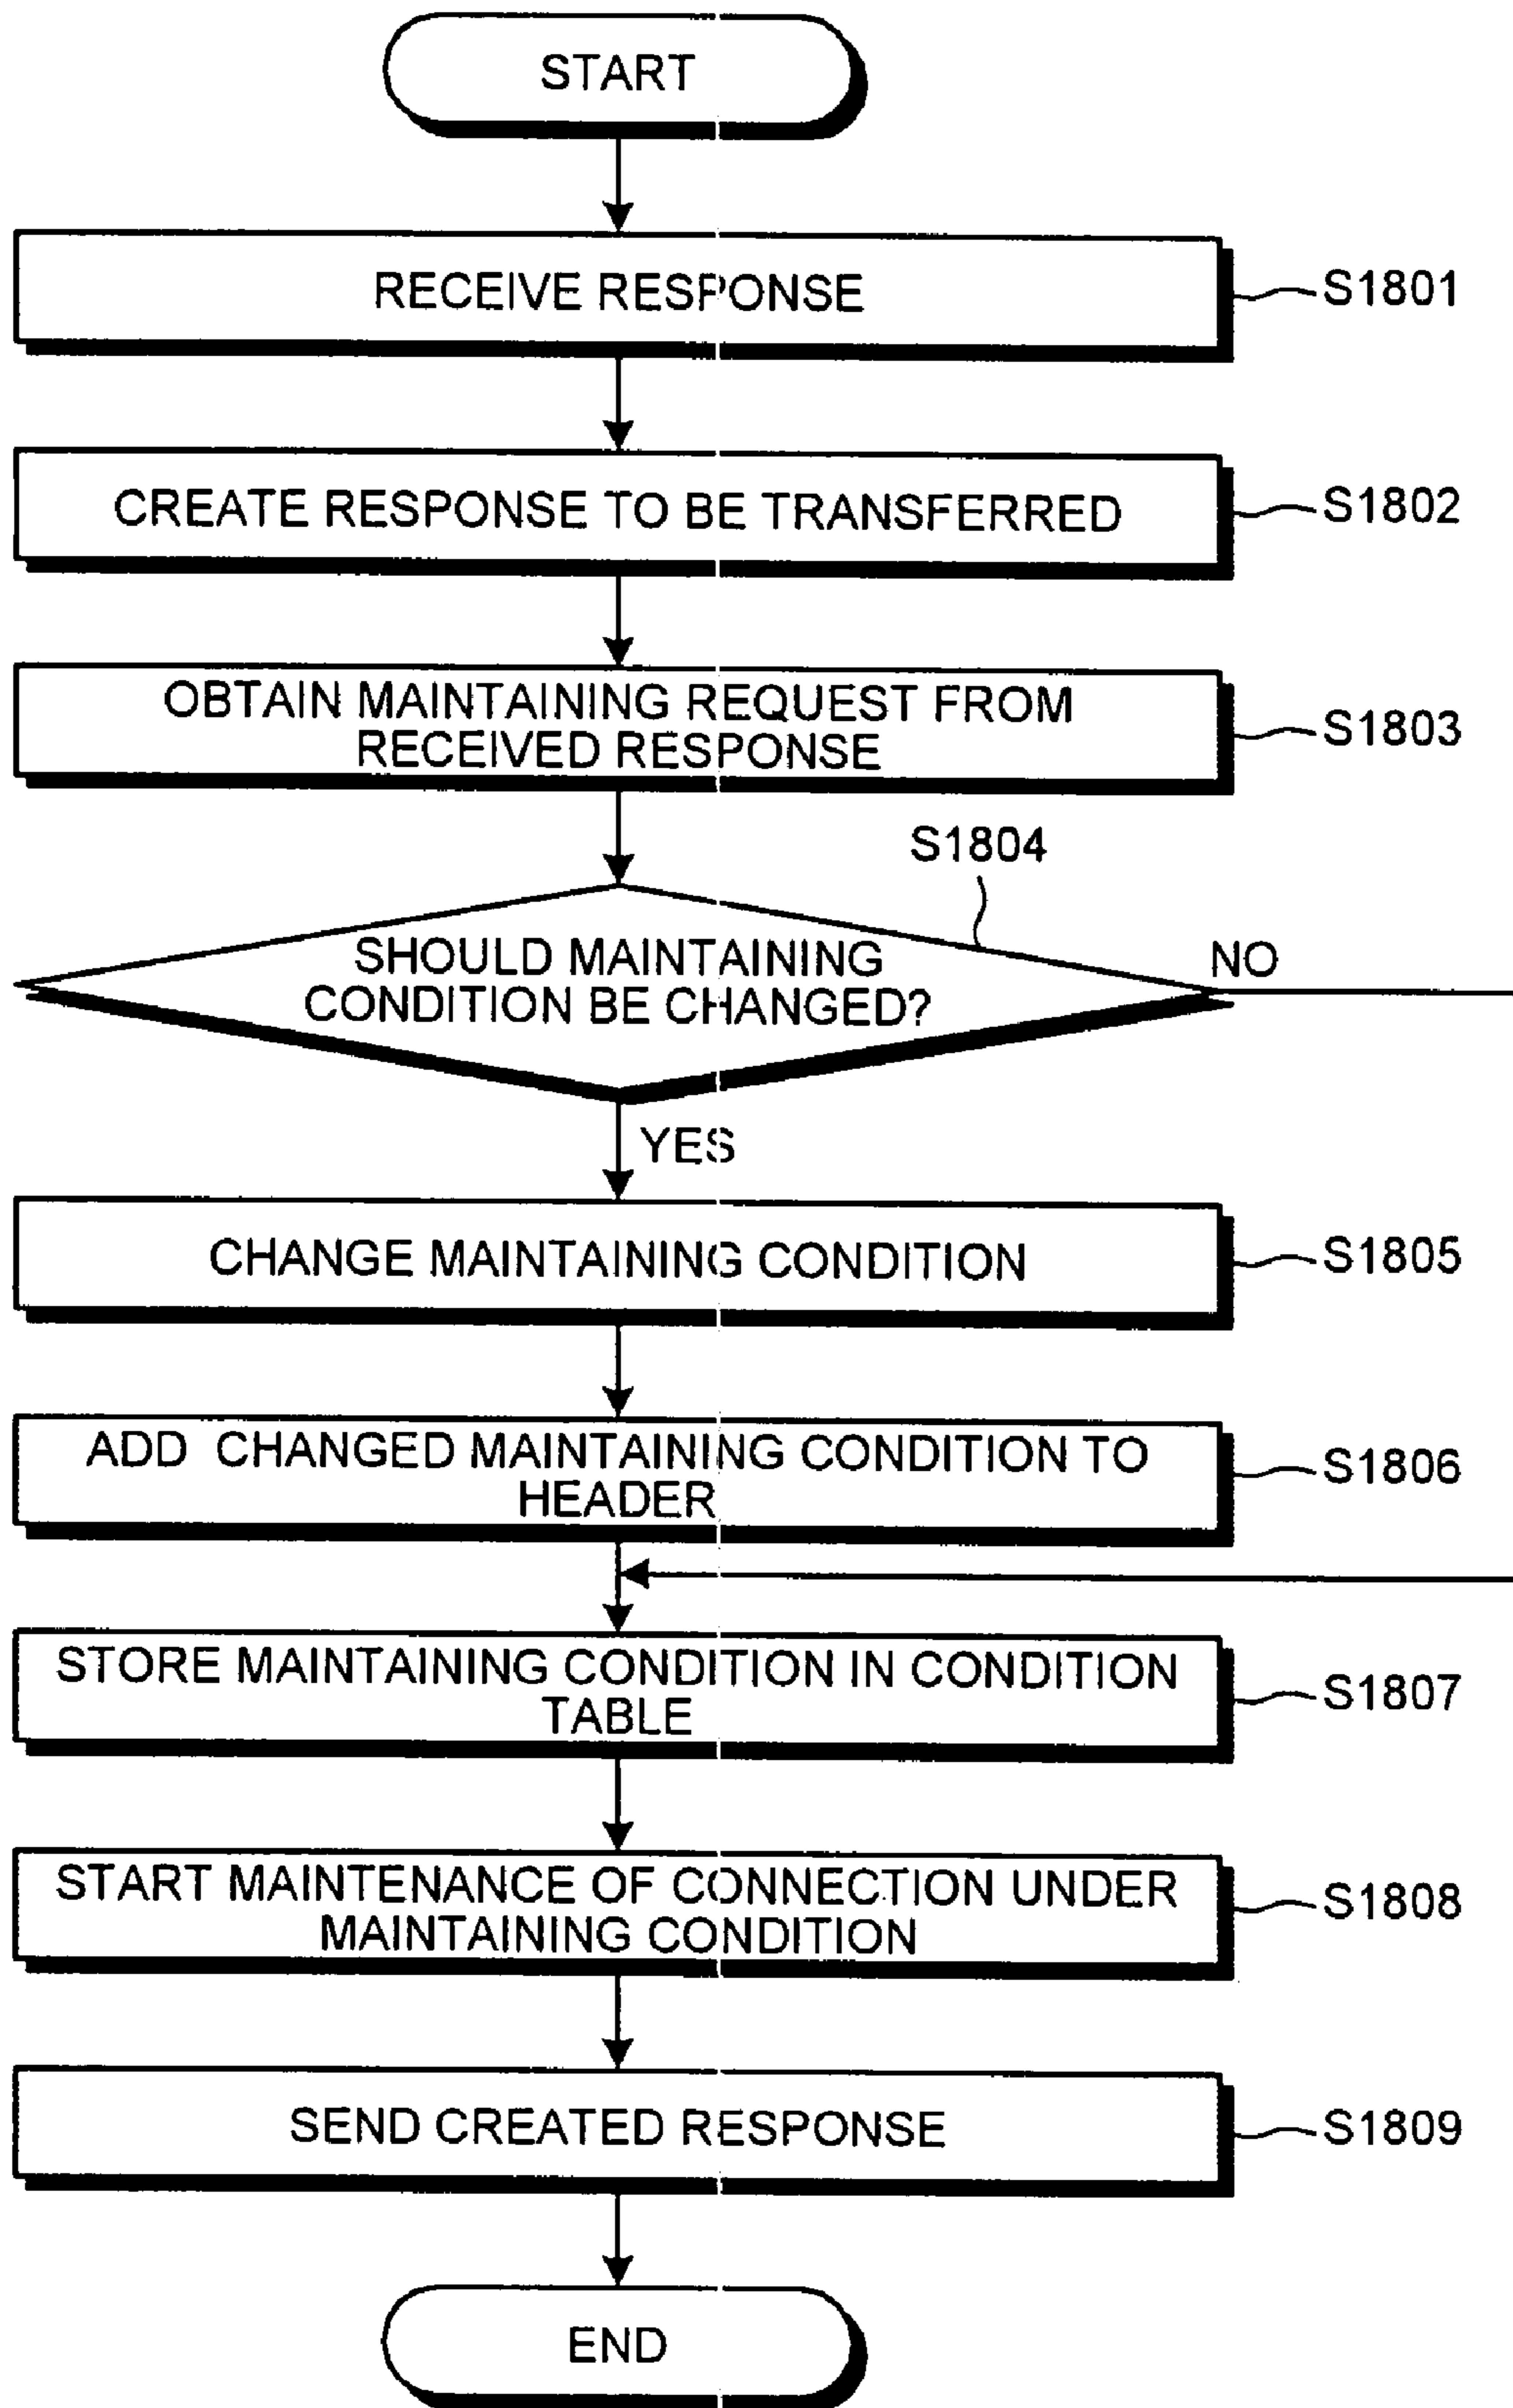 START
RECEIVE RESPONSE
S1801
CREATE RESPONSE TO BE TRANSFERRED
S1802
OBTAIN MAINTAINING REQUEST FROM
RECEIVED RESPONSE
S1803
S1804
SHOULD MAINTAINING
CONDITION BE CHANGED?
NO
YES
CHANGE MAINTAINING CONDITION
S1805
ADD CHANGED MAINTAINING CONDITION TO
HEADER
S1806
STORE MAINTAINING CONDITION IN CONDITION
TABLE
S1807
START MAINTENANCE OF CONNECTION UNDER
MAINTAINING CONDITION
S1808
SEND CREATED RESPONSE
S1809
END